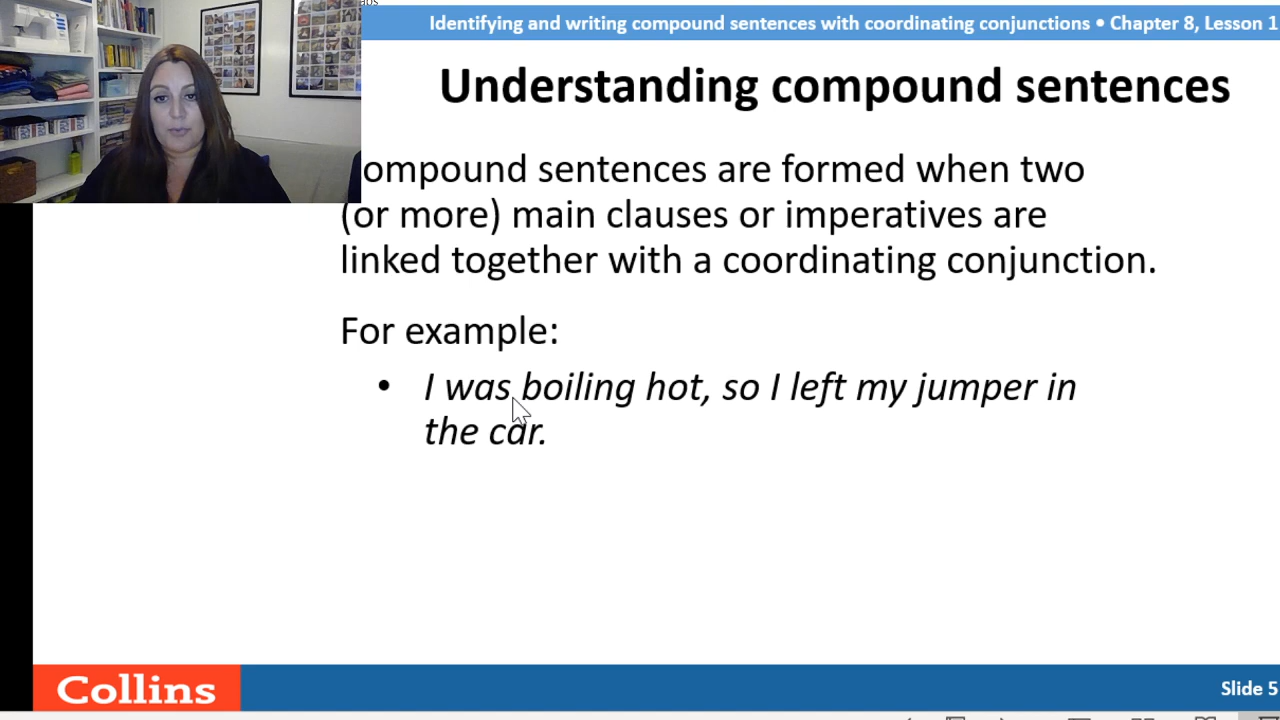 abs
Identifying and writing compound sentences with coordinating conjunctions • Chapter 8, Lesson 1
Understanding compound sentences
ompound sentences are formed when two
(or more) main clauses or imperatives are
linked together with a coordinating conjunction.
For example:
• I was boiling hot, so I left my jumper in
the car.
Collins
Slide 5